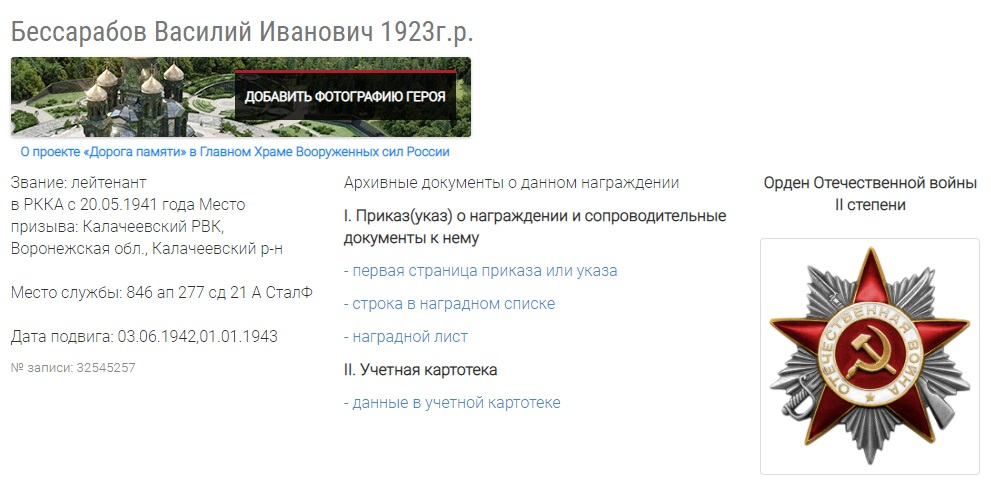 Бессарабов Василий Иванович 1923г.р.
ДОБАВИТЬ ФОТОГРАФИЮ ГЕРОЯ
О проекте «Дорога памяти» в Главном Храме Вооруженных сил России
Звание: лейтенант
в РККА с 20.05.1941 года Место
призыва: Калачеевский РВК,
Воронежская обл., Калачеевский р-н
Место службы: 846 ап 277 сд 21 А СталФ
Дата подвига: 03.06.1942,01.01.1943
№ записи: 32545257
Архивные документы о данном награждении
I. Приказ(указ) о награждении и сопроводительные
документы к нему
- первая страница приказа или указа
- строка в наградном списке
- наградной лист
II. Учетная картотека
- данные в учетной картотеке
Орден Отечественной войны
II степени
ОТЕЧЕСТВЕННАЯ ВОЙНА